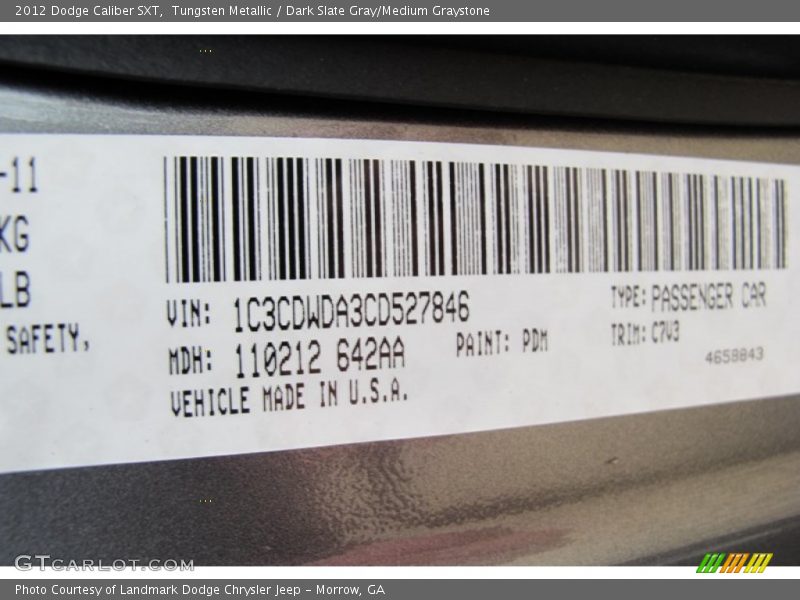 2012 Dodge Caliber SXT, Tungsten Metallic / Dark Slate Gray/Medium Graystone
-11
KG
LB
SAFETY,
VIN: 1C3CDWDA3CD527846
TYPE: PASSENGER CAR
MDH: 110212 642AA
PAINT: PDM
TRIM: C7V3
4658843
VEHICLE MADE IN U.S.A.
GTCARLOT.COM
Photo Courtesy of Landmark Dodge Chrysler Jeep - Morrow, GA